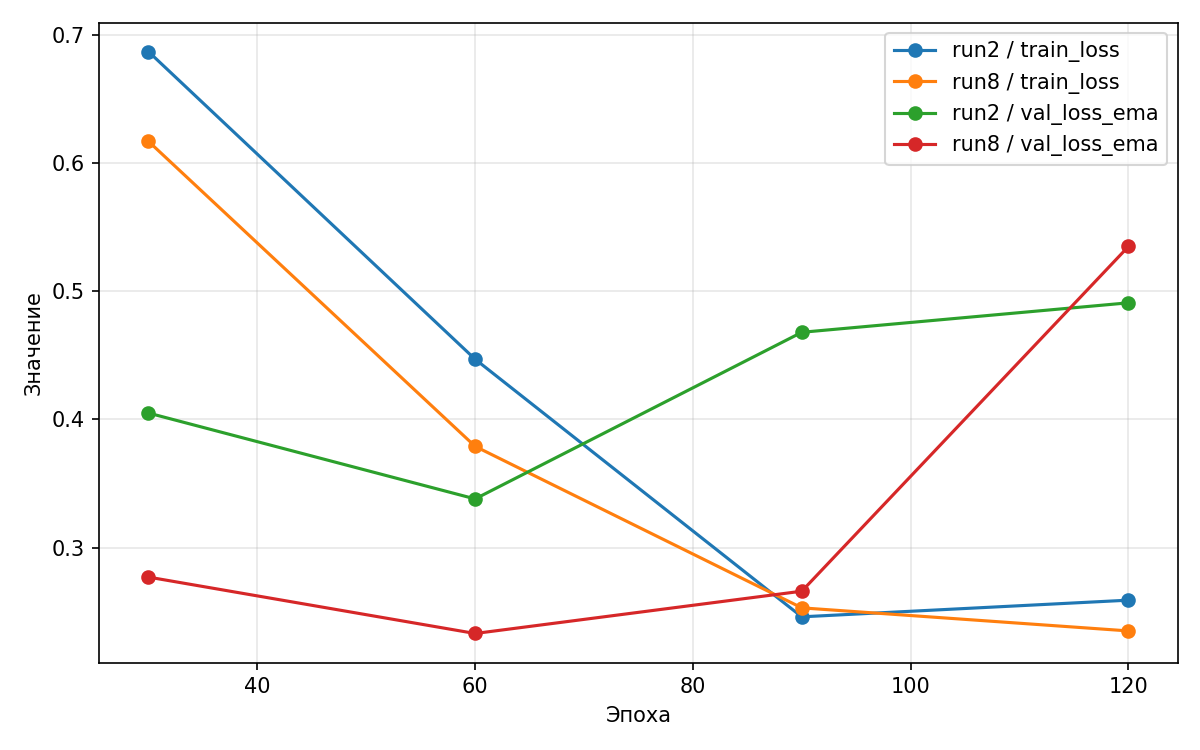 0.7
0.6
0.5
0.4
0.3
Значение
40
60
80
100
120
Эпоха
run2 / train_loss
run8 / train_loss
run2 / val_loss_ema
run8 / val_loss_ema